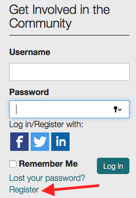 Get Involved in the
Community
Username
Password
Log in/Register with:
f
in
Remember Me
Log In
Lost your password?
Register